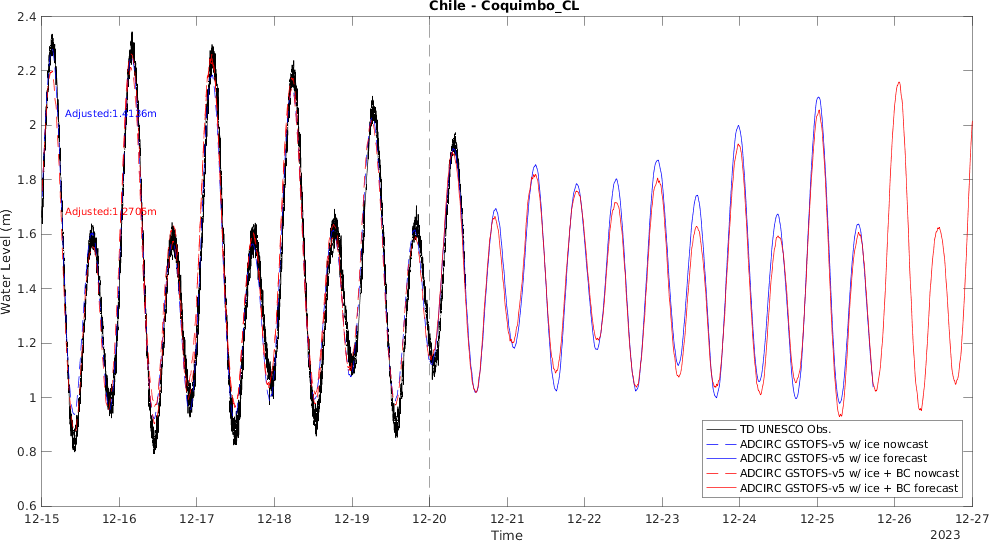 Chile - Coquimbo_CL
2.4
2.2
2
1.8
1.6
1.4
1.2
1
0.8
0.6
Water Level (m)
Adjusted:1.4136m
Adjusted:1.2706m
TD UNESCO Obs.
ADCIRC GSTOFS-v5 w/ ice nowcast
ADCIRC GSTOFS-v5 w/ ice forecast
ADCIRC GSTOFS-v5 w/ ice + BC nowcast
ADCIRC GSTOFS-v5 w/ ice + BC forecast
12-15 12-16 12-17 12-18 12-19 12-20 12-21 12-22 12-23 12-24 12-25 12-26 12-27
Time
2023